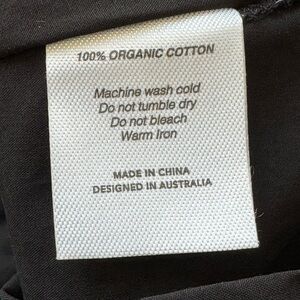 100% ORGANIC COTTON
Machine wash cold
Do not tumble dry
Do not bleach
Warm Iron
MADE IN CHINA
DESIGNED IN AUSTRALIA